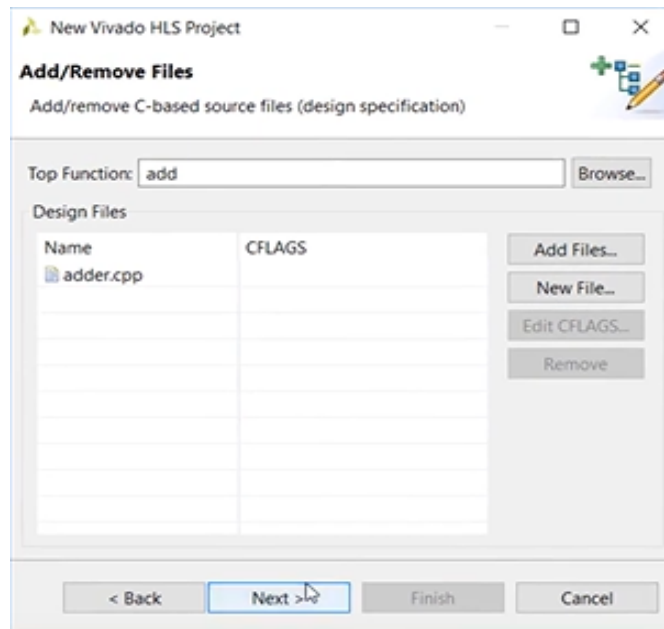 New Vivado HLS Project
Add/Remove Files
Add/remove C-based source files (design specification)
Top Function: add Browse...
Design Files
Name CFLAGS Add Files...
adder.cpp New File...
Edit CFLAGS...
Remove
< Back Next > Finish Cancel